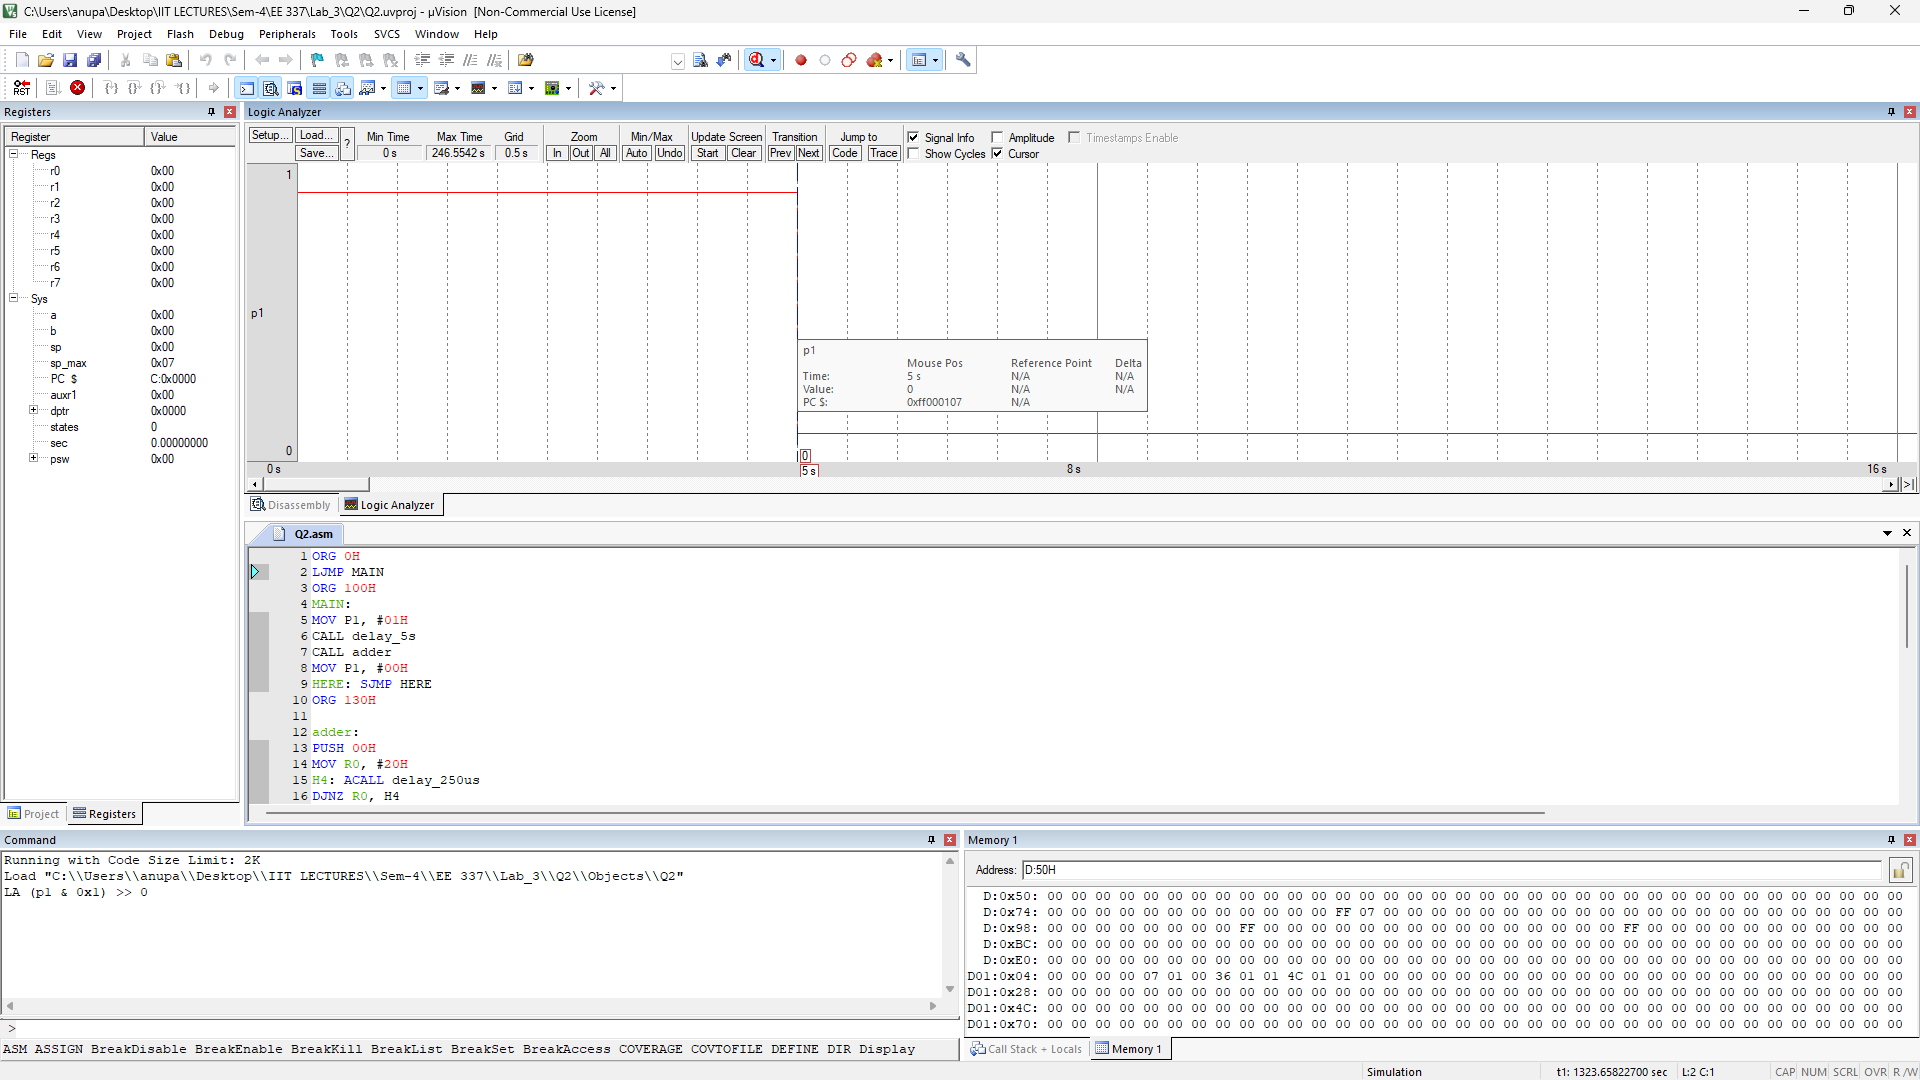 C:\Users\anupa\Desktop\IIT LECTURES\Sem-4\EE 337\Lab_3\Q2\Q2.uvproj - µVision  [Non-Commercial Use License]
File Edit View Project Flash Debug Peripherals Tools SVCS Window Help
RST
Registers
Register Value
Regs
r0 0x00
r1 0x00
r2 0x00
r3 0x00
r4 0x00
r5 0x00
r6 0x00
r7 0x00
Sys
a 0x00
b 0x00
sp 0x00
sp_max 0x07
PC $ C:0x0000
auxr1 0x00
dptr 0x0000
states 0
sec 0.00000000
psw 0x00
Project Registers
Logic Analyzer
Setup... Load... ? Min Time Max Time Grid Zoom Min/Max Update Screen Transition Jump to Signal Info Amplitude Timestamps Enable
Save... 0 s 246.5542 s 0.5 s In Out All Auto Undo Start Clear Prev Next Code Trace Show Cycles Cursor
1
p1
0
p1
Mouse Pos Reference Point Delta
Time: 5 s N/A N/A
Value: 0 N/A N/A
PC $: 0xff000107 N/A
0
0 s 5 s 8 s 16 s
Disassembly Logic Analyzer
Q2.asm
1 ORG 0H
2 LJMP MAIN
3 ORG 100H
4 MAIN:
5 MOV P1, #01H
6 CALL delay_5s
7 CALL adder
8 MOV P1, #00H
9 HERE: SJMP HERE
10 ORG 130H
11
12 adder:
13 PUSH 00H
14 MOV R0, #20H
15 H4: ACALL delay_250us
16 DJNZ R0, H4
Command
Running with Code Size Limit: 2K
Load "C:\\Users\\anupa\\Desktop\\IIT LECTURES\\Sem-4\\EE 337\\Lab_3\\Q2\\Objects\\Q2"
LA (p1 & 0x1) >> 0
>
ASM ASSIGN BreakDisable BreakEnable BreakKill BreakList BreakSet BreakAccess COVERAGE COVTOFILE DEFINE DIR Display
Memory 1
Address: D:50H
D:0x50: 00 00 00 00 00 00 00 00 00 00 00 00 00 00 00 00 00 00 00 00 00 00 00 00 00 00 00 00 00 00 00 00 00 00 00 00
D:0x74: 00 00 00 00 00 00 00 00 00 00 00 00 FF 07 00 00 00 00 00 00 00 00 00 00 00 00 00 00 00 00 00 00 00 00 00 00
D:0x98: 00 00 00 00 00 00 00 00 FF 00 00 00 00 00 00 00 00 00 00 00 00 00 00 00 FF 00 00 00 00 00 00 00 00 00 00 00
D:0xBC: 00 00 00 00 00 00 00 00 00 00 00 00 00 00 00 00 00 00 00 00 00 00 00 00 00 00 00 00 00 00 00 00 00 00 00 00
D:0xE0: 00 00 00 00 00 00 00 00 00 00 00 00 00 00 00 00 00 00 00 00 00 00 00 00 00 00 00 00 00 00 00 00 00 00 00 00
D01:0x04: 00 00 00 00 07 01 00 36 01 01 4C 01 01 00 00 00 00 00 00 00 00 00 00 00 00 00 00 00 00 00 00 00 00 00 00 00
D01:0x28: 00 00 00 00 00 00 00 00 00 00 00 00 00 00 00 00 00 00 00 00 00 00 00 00 00 00 00 00 00 00 00 00 00 00 00 00
D01:0x4C: 00 00 00 00 00 00 00 00 00 00 00 00 00 00 00 00 00 00 00 00 00 00 00 00 00 00 00 00 00 00 00 00 00 00 00 00
D01:0x70: 00 00 00 00 00 00 00 00 00 00 00 00 00 00 00 00 00 00 00 00 00 00 00 00 00 00 00 00 00 00 00 00 00 00 00 00
Call Stack + Locals Memory 1
Simulation t1: 1323.65822700 sec L:2 C:1 CAP NUM SCRL OVR R /W